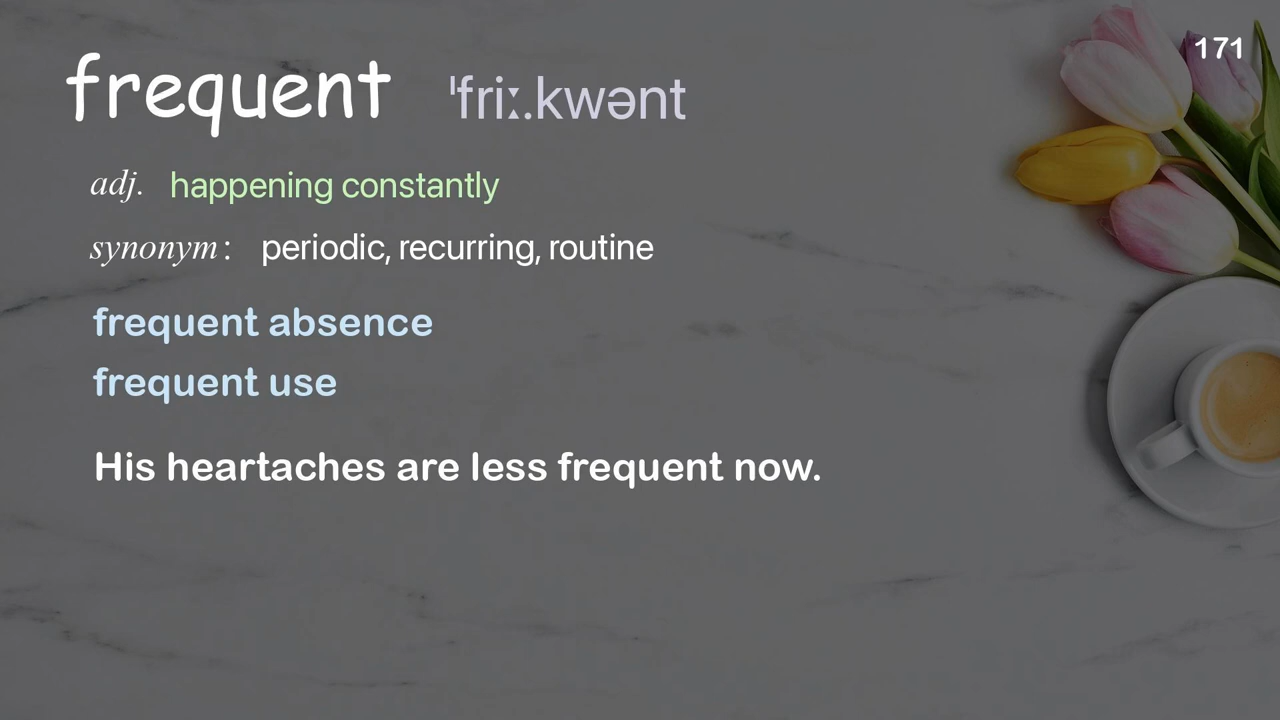 171
frequent ˈfriː.kwənt
adj. happening constantly
synonym: periodic, recurring, routine
frequent absence
frequent use
His heartaches are less frequent now.